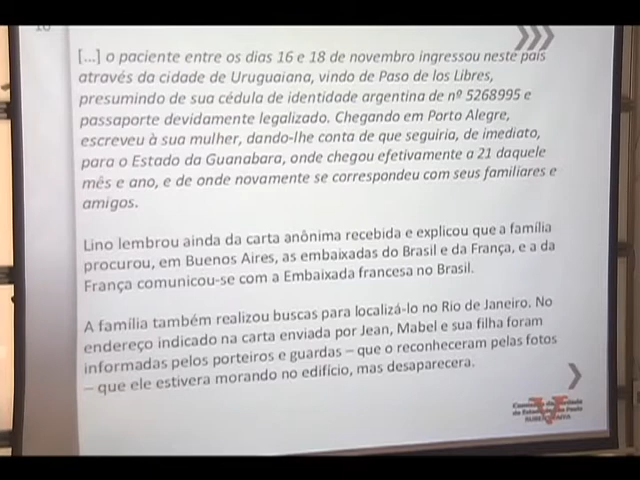 [...] o paciente entre os dias 16 e 18 de novembro ingressou neste país
através da cidade de Uruguaiana, vindo de Paso de los Libres,
presumindo de sua cédula de identidade argentina de nº 5268995 e
passaporte devidamente legalizado. Chegando em Porto Alegre,
escreveu à sua mulher, dando-lhe conta de que seguiria, de imediato,
para o Estado da Guanabara, onde chegou efetivamente a 21 daquele
mês e ano, e de onde novamente se correspondeu com seus familiares e
amigos.
Lino lembrou ainda da carta anônima recebida e explicou que a família
procurou, em Buenos Aires, as embaixadas do Brasil e da França, e a da
França comunicou-se com a Embaixada francesa no Brasil.
A família também realizou buscas para localizá-lo no Rio de Janeiro. No
endereço indicado na carta enviada por Jean, Mabel e sua filha foram
informadas pelos porteiros e guardas – que o reconheceram pelas fotos
– que ele estivera morando no edifício, mas desaparecera.